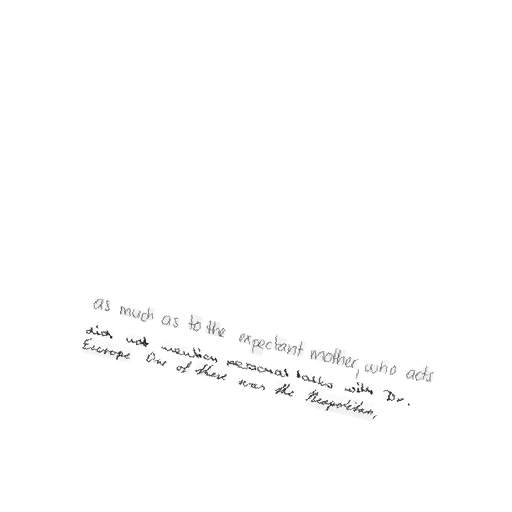 as much as to the expectant mother, who acts
did not mention personal talks with Dr.
Europe One of these was the Neapolitan,